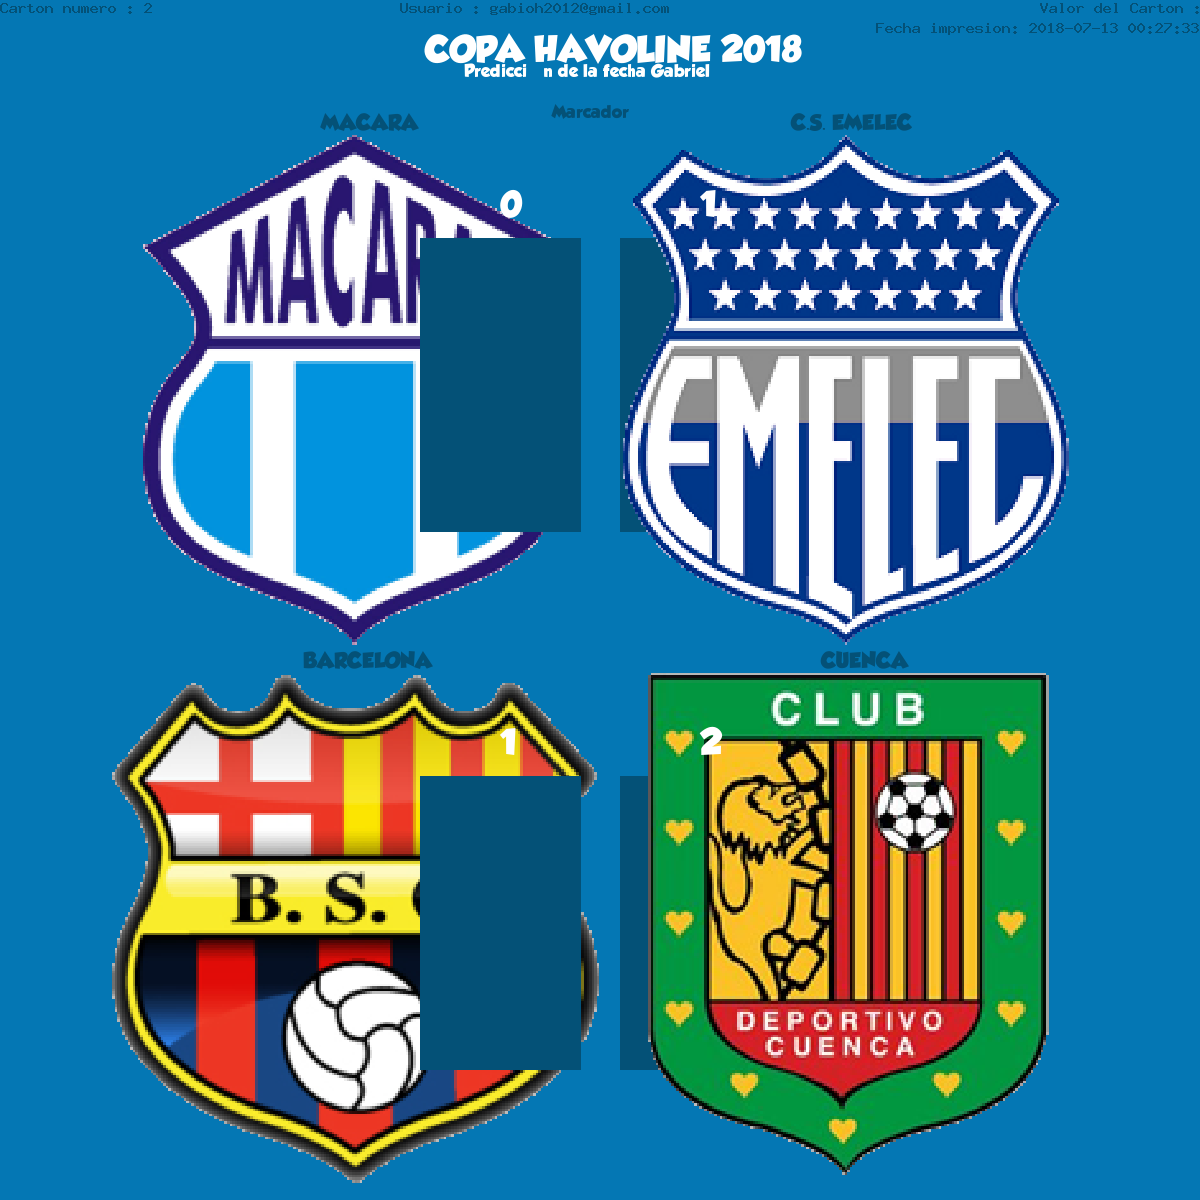 Carton numero : 2 Usuario : gabioh2012@gmail.com Valor del Carton :
Fecha impresion: 2018-07-13 00:27:33
COPA HAVOLINE 2018
Predicci n de la fecha Gabriel
Marcador
MACARA C.S. EMELEC
0 1
MACARA
EMELEC
BARCELONA CUENCA
CLUB
1 2
B. S.
DEPORTIVO
CUENCA